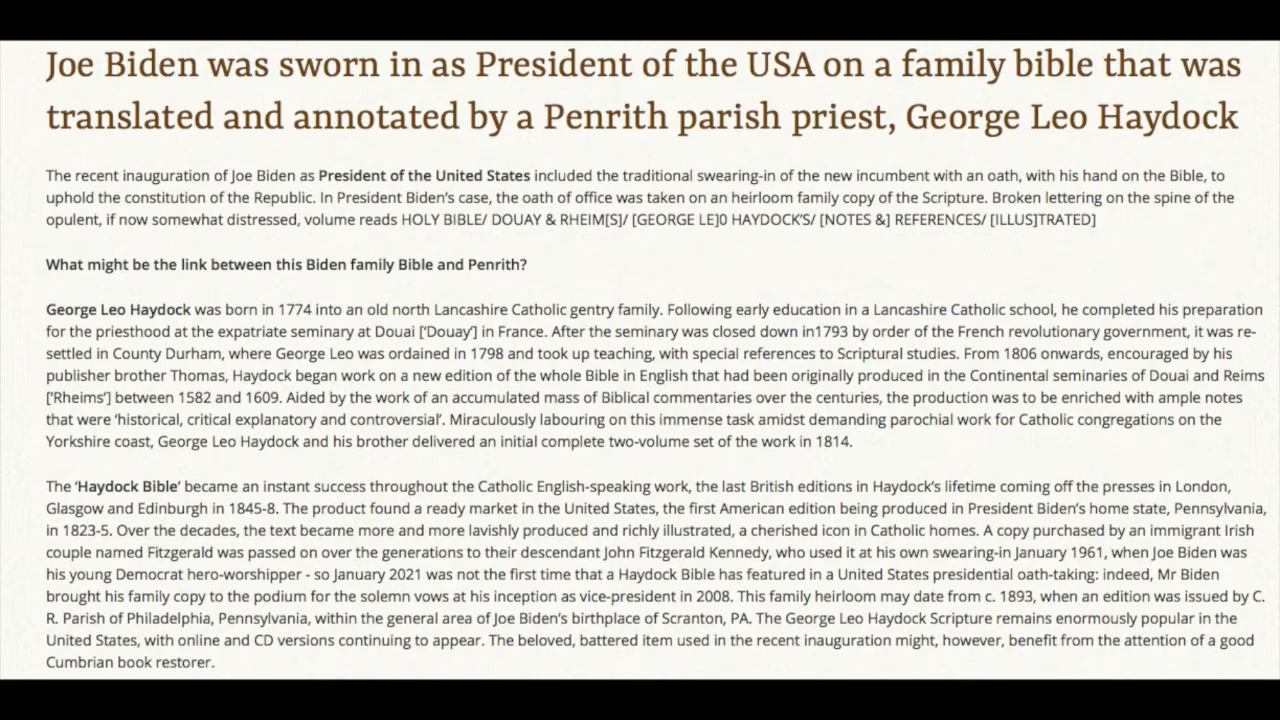 Joe Biden was sworn in as President of the USA on a family bible that was
translated and annotated by a Penrith parish priest, George Leo Haydock
The recent inauguration of Joe Biden as President of the United States included the traditional swearing-in of the new incumbent with an oath, with his hand on the Bible, to
uphold the constitution of the Republic. In President Biden's case, the oath of office was taken on an heirloom family copy of the Scripture. Broken lettering on the spine of the
opulent, if now somewhat distressed, volume reads HOLY BIBLE/ DOUAY & RHEIM[S]/ [GEORGE LE]0 HAYDOCK'S/ [NOTES &] REFERENCES/ [ILLUS]TRATED]
What might be the link between this Biden family Bible and Penrith?
George Leo Haydock was born in 1774 into an old north Lancashire Catholic gentry family. Following early education in a Lancashire Catholic school, he completed his preparation
for the priesthood at the expatriate seminary at Douai ['Douay'] in France. After the seminary was closed down in1793 by order of the French revolutionary government, it was re-
settled in County Durham, where George Leo was ordained in 1798 and took up teaching, with special references to Scriptural studies. From 1806 onwards, encouraged by his
publisher brother Thomas, Haydock began work on a new edition of the whole Bible in English that had been originally produced in the Continental seminaries of Douai and Reims
['Rheims'] between 1582 and 1609. Aided by the work of an accumulated mass of Biblical commentaries over the centuries, the production was to be enriched with ample notes
that were 'historical, critical explanatory and controversial'. Miraculously labouring on this immense task amidst demanding parochial work for Catholic congregations on the
Yorkshire coast, George Leo Haydock and his brother delivered an initial complete two-volume set of the work in 1814.
The 'Haydock Bible' became an instant success throughout the Catholic English-speaking work, the last British editions in Haydock's lifetime coming off the presses in London,
Glasgow and Edinburgh in 1845-8. The product found a ready market in the United States, the first American edition being produced in President Biden's home state, Pennsylvania,
in 1823-5. Over the decades, the text became more and more lavishly produced and richly illustrated, a cherished icon in Catholic homes. A copy purchased by an immigrant Irish
couple named Fitzgerald was passed on over the generations to their descendant John Fitzgerald Kennedy, who used it at his own swearing-in January 1961, when Joe Biden was
his young Democrat hero-worshipper - so January 2021 was not the first time that a Haydock Bible has featured in a United States presidential oath-taking: indeed, Mr Biden
brought his family copy to the podium for the solemn vows at his inception as vice-president in 2008. This family heirloom may date from c. 1893, when an edition was issued by C.
R. Parish of Philadelphia, Pennsylvania, within the general area of Joe Biden's birthplace of Scranton, PA. The George Leo Haydock Scripture remains enormously popular in the
United States, with online and CD versions continuing to appear. The beloved, battered item used in the recent inauguration might, however, benefit from the attention of a good
Cumbrian book restorer.